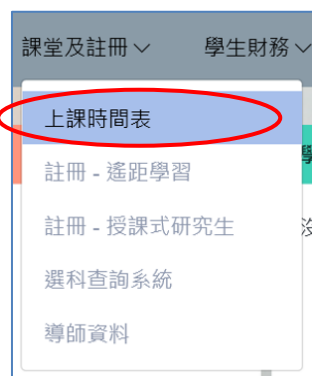 課堂及註冊 學生財務
上課時間表
註冊 - 遙距學習
註冊 - 授課式研究生
選科查詢系統
導師資料